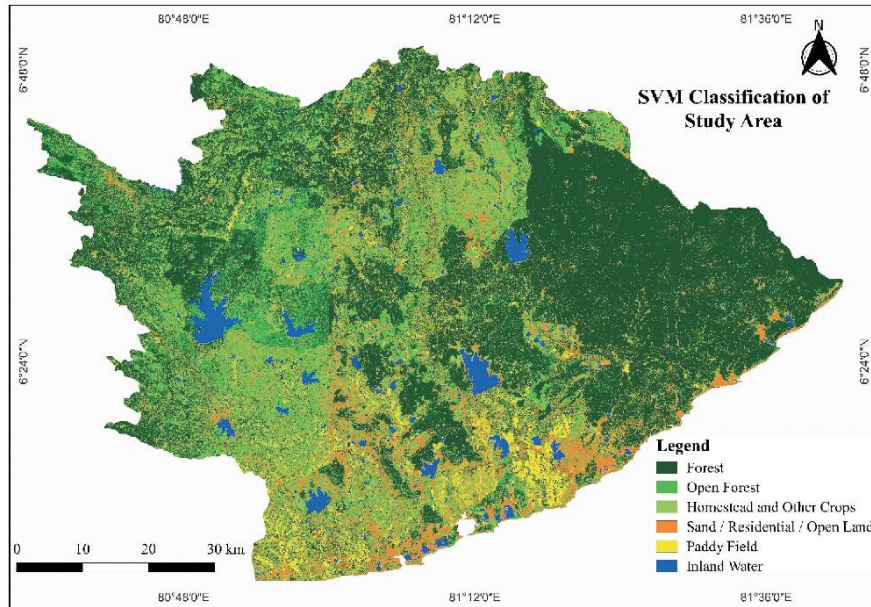 80°48'0"E 81°12'0"E 81°36'0"E
6°48'0"N 6°48'0"N
N
SVM Classification of
Study Area
6°24'0"N 6°24'0"N
Legend
Forest
Open Forest
Homestead and Other Crops
Sand / Residential / Open Land
Paddy Field
Inland Water
0 10 20 30 km
80°48'0"E 81°12'0"E 81°36'0"E